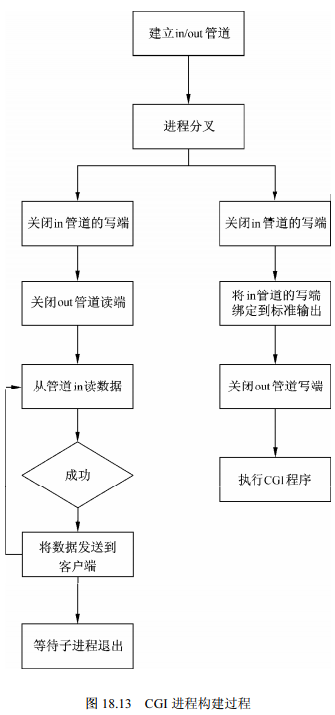 建立in/out 管道
进程分叉
关闭in 管道的写端
关闭in 管道的写端
关闭out 管道读端
将in管道的写端
绑定到标准输出
从管道in读数据
关闭out 管道写端
成功
执行CGI 程序
将数据发送到
客户端
等待子进程退出
图 18.13 CGI 进程构建过程